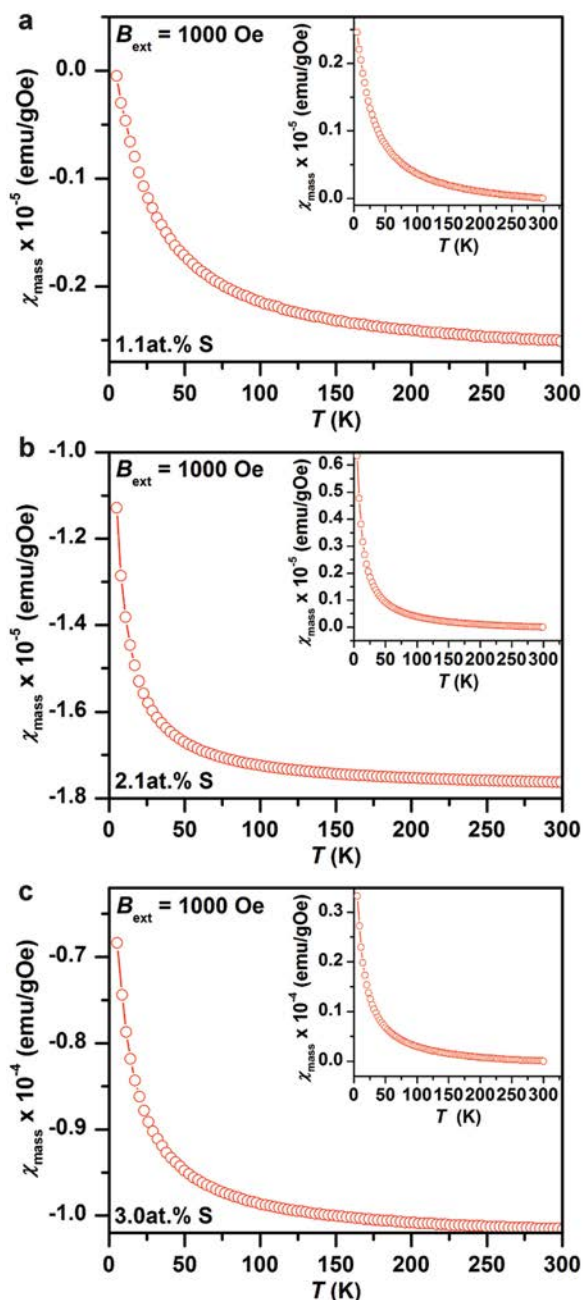 a
B_ext = 1000 Oe
0.0
-0.1
-0.2
χ_mass x 10^-5 (emu/gOe)
1.1at.% S
0 50 100 150 200 250 300
T (K)
0.2
0.1
0.0
χ_mass x 10^-5 (emu/gOe)
0 50 100 150 200 250 300
T (K)
b
B_ext = 1000 Oe
-1.0
-1.2
-1.4
-1.6
-1.8
χ_mass x 10^-5 (emu/gOe)
2.1at.% S
0 50 100 150 200 250 300
T (K)
0.6
0.5
0.4
0.3
0.2
0.1
0.0
χ_mass x 10^-5 (emu/gOe)
0 50 100 150 200 250 300
T (K)
c
B_ext = 1000 Oe
-0.7
-0.8
-0.9
-1.0
χ_mass x 10^-4 (emu/gOe)
3.0at.% S
0 50 100 150 200 250 300
T (K)
0.3
0.2
0.1
0.0
χ_mass x 10^-4 (emu/gOe)
0 50 100 150 200 250 300
T (K)